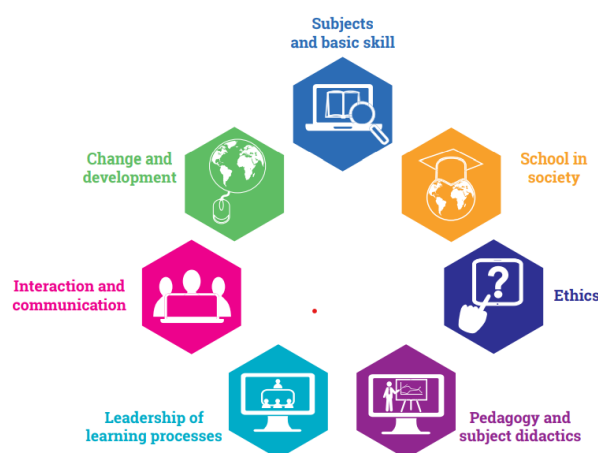 Subjects
and basic skill
School in
society
Ethics
Pedagogy and
subject didactics
Leadership of
learning processes
Interaction and
communication
Change and
development
?